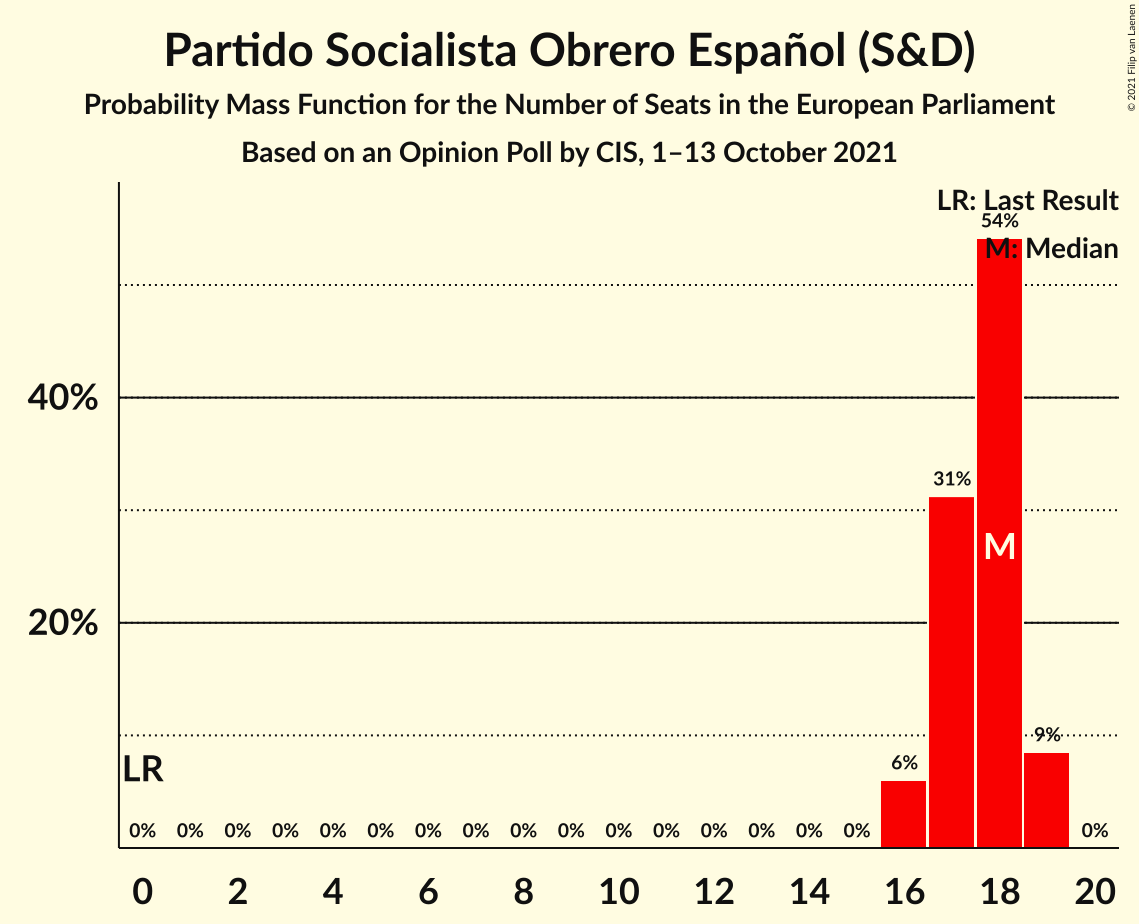 Partido Socialista Obrero Español (S&D)
Probability Mass Function for the Number of Seats in the European Parliament
Based on an Opinion Poll by CIS, 1–13 October 2021
© 2021 Filip van Laenen
LR: Last Result
M: Median
54%
40%
31%
M
20%
9%
6%
LR
0% 0% 0% 0% 0% 0% 0% 0% 0% 0% 0% 0% 0% 0% 0% 0% 0%
0 2 4 6 8 10 12 14 16 18 20